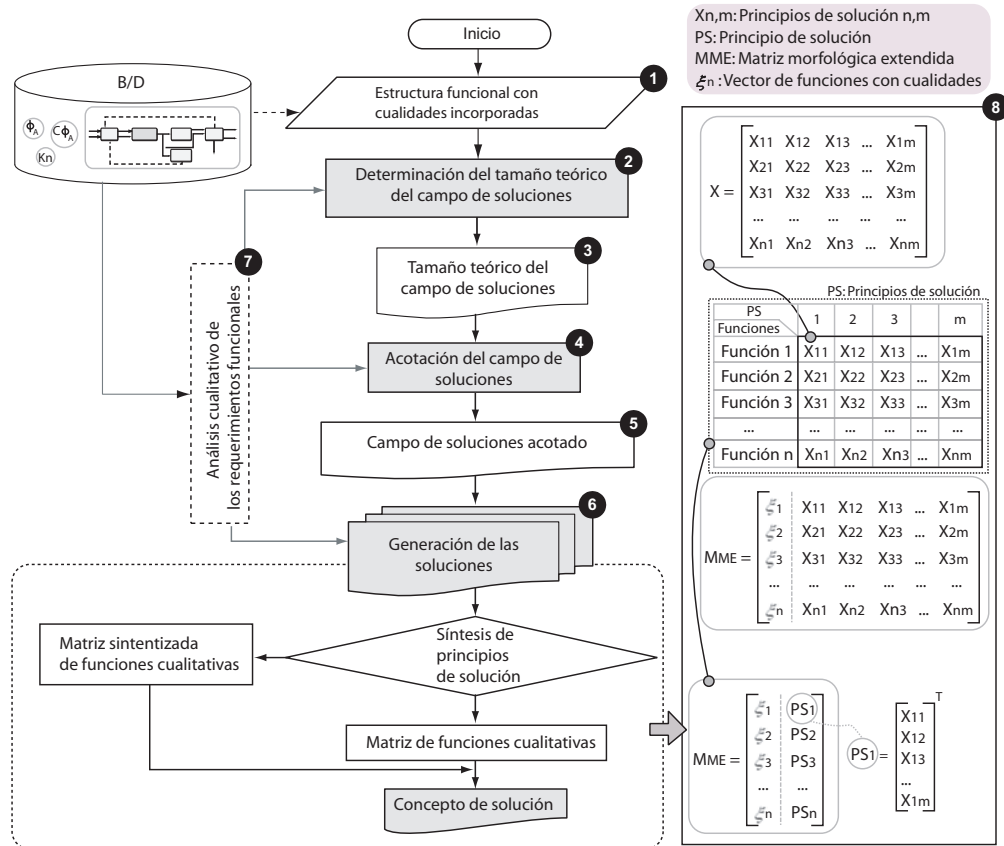 Xn,m: Principios de solución n,m
PS: Principio de solución
MME: Matriz morfológica extendida
ξn : Vector de funciones con cualidades
Inicio
B/D
ΦA
CΦA
Kn
1
Estructura funcional con
cualidades incorporadas
2
Determinación del tamaño teórico
del campo de soluciones
3
Tamaño teórico del
campo de soluciones
7
Análisis cualitativo de
los requerimientos funcionales
4
Acotación del campo de
soluciones
5
Campo de soluciones acotado
6
Generación de las
soluciones
Síntesis de
principios
de solución
Matriz sintentizada
de funciones cualitativas
Matriz de funciones cualitativas
Concepto de solución
8
X =
X11 X12 X13 ... X1m
X21 X22 X23 ... X2m
X31 X32 X33 ... X3m
... ... ... ... ...
Xn1 Xn2 Xn3 ... Xnm
PS: Principios de solución
PS
Funciones
1 2 3 m
Función 1 X11 X12 X13 ... X1m
Función 2 X21 X22 X23 ... X2m
Función 3 X31 X32 X33 ... X3m
... ... ... ... ... ...
Función n Xn1 Xn2 Xn3 ... Xnm
MME =
ξ1 X11 X12 X13 ... X1m
ξ2 X21 X22 X23 ... X2m
ξ3 X31 X32 X33 ... X3m
... ... ... ... ... ...
ξn Xn1 Xn2 Xn3 ... Xnm
MME =
ξ1 PS1
ξ2 PS2
ξ3 PS3
... ...
ξn PSn
PS1 =
X11
X12
X13
...
X1m
T